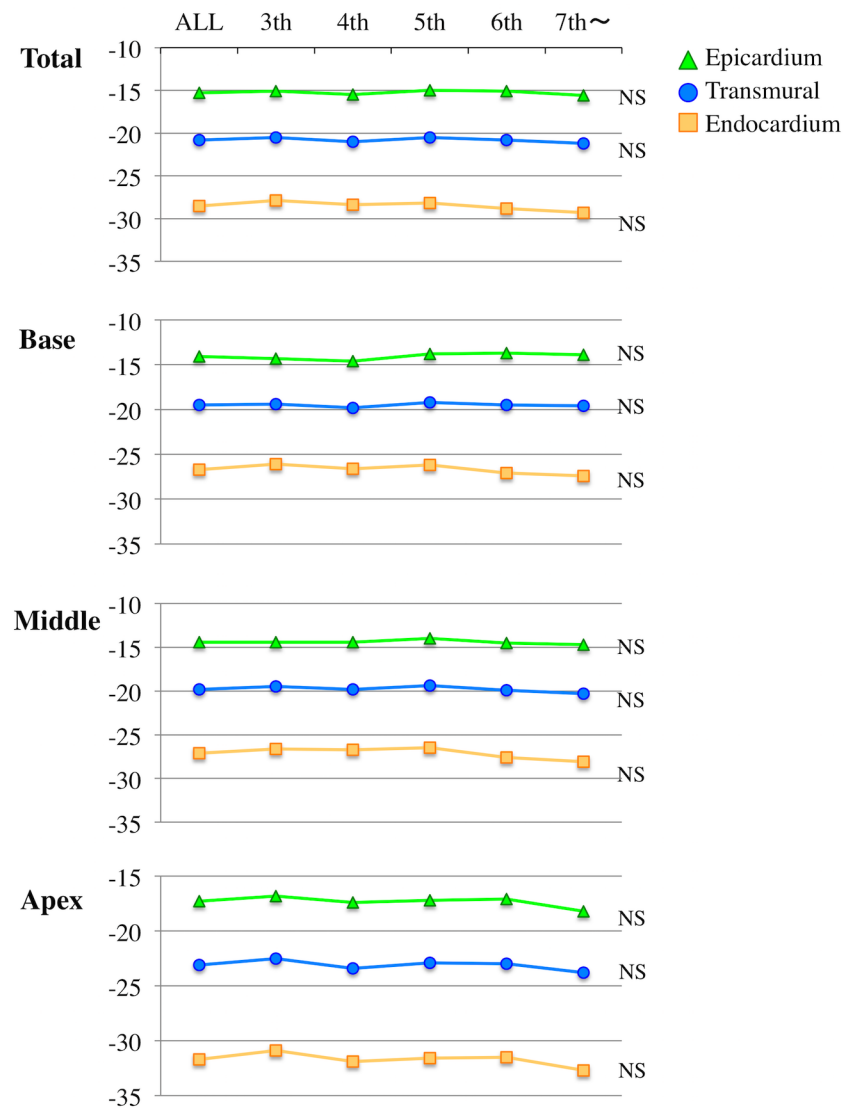 ALL 3th 4th 5th 6th 7th～
Total
-10
-15
-20
-25
-30
-35
NS
NS
NS
Epicardium
Transmural
Endocardium
Base
-10
-15
-20
-25
-30
-35
NS
NS
NS
Middle
-10
-15
-20
-25
-30
-35
NS
NS
NS
Apex
-15
-20
-25
-30
-35
NS
NS
NS